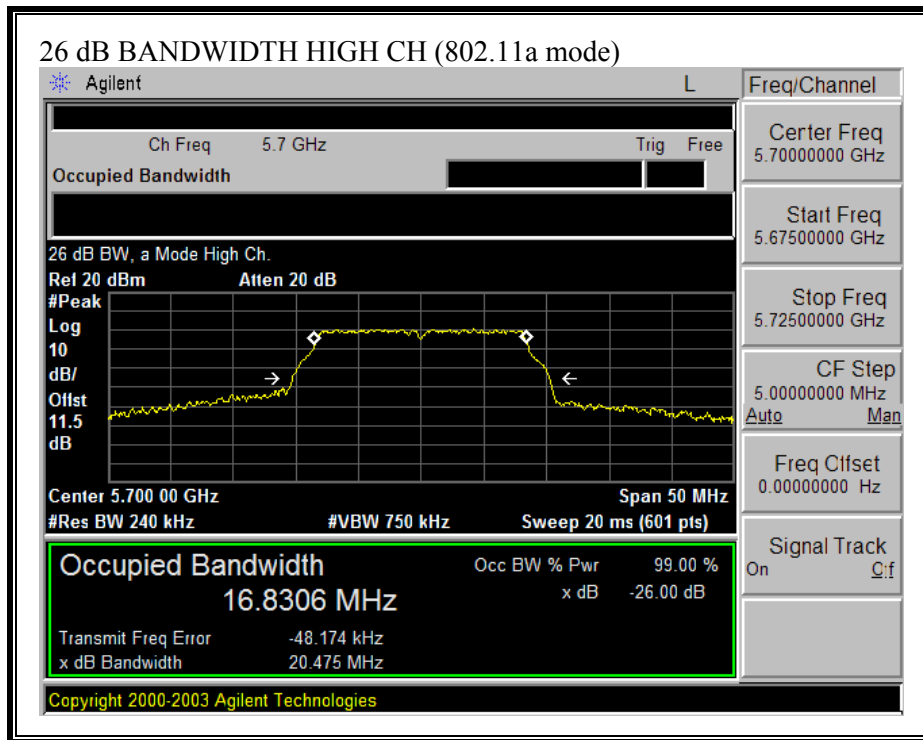 26 dB BANDWIDTH HIGH CH (802.11a mode)
Agilent L
Freq/Channel
Ch Freq 5.7 GHz Trig Free
Occupied Bandwidth
Center Freq
5.70000000 GHz
Start Freq
5.67500000 GHz
Stop Freq
5.72500000 GHz
CF Step
5.00000000 MHz
Auto Man
Freq Offset
0.00000000 Hz
Signal Track
On Off
26 dB BW, a Mode High Ch.
Ref 20 dBm Atten 20 dB
#Peak
Log
10
dB/
Offst
11.5
dB
Center 5.700 00 GHz Span 50 MHz
#Res BW 240 kHz #VBW 750 kHz Sweep 20 ms (601 pts)
Occupied Bandwidth
16.8306 MHz
Occ BW % Pwr 99.00 %
x dB -26.00 dB
Transmit Freq Error -48.174 kHz
x dB Bandwidth 20.475 MHz
Copyright 2000-2003 Agilent Technologies